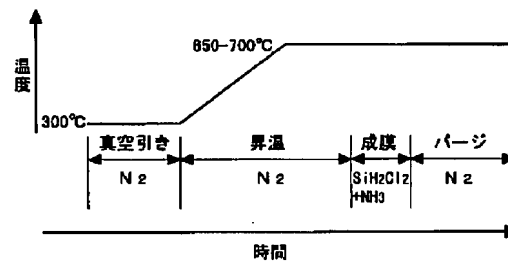 温度
650-700℃
300℃
真空引き
昇温
成膜
パージ
N2
N2
SiH2Cl2
+NH3
N2
時間